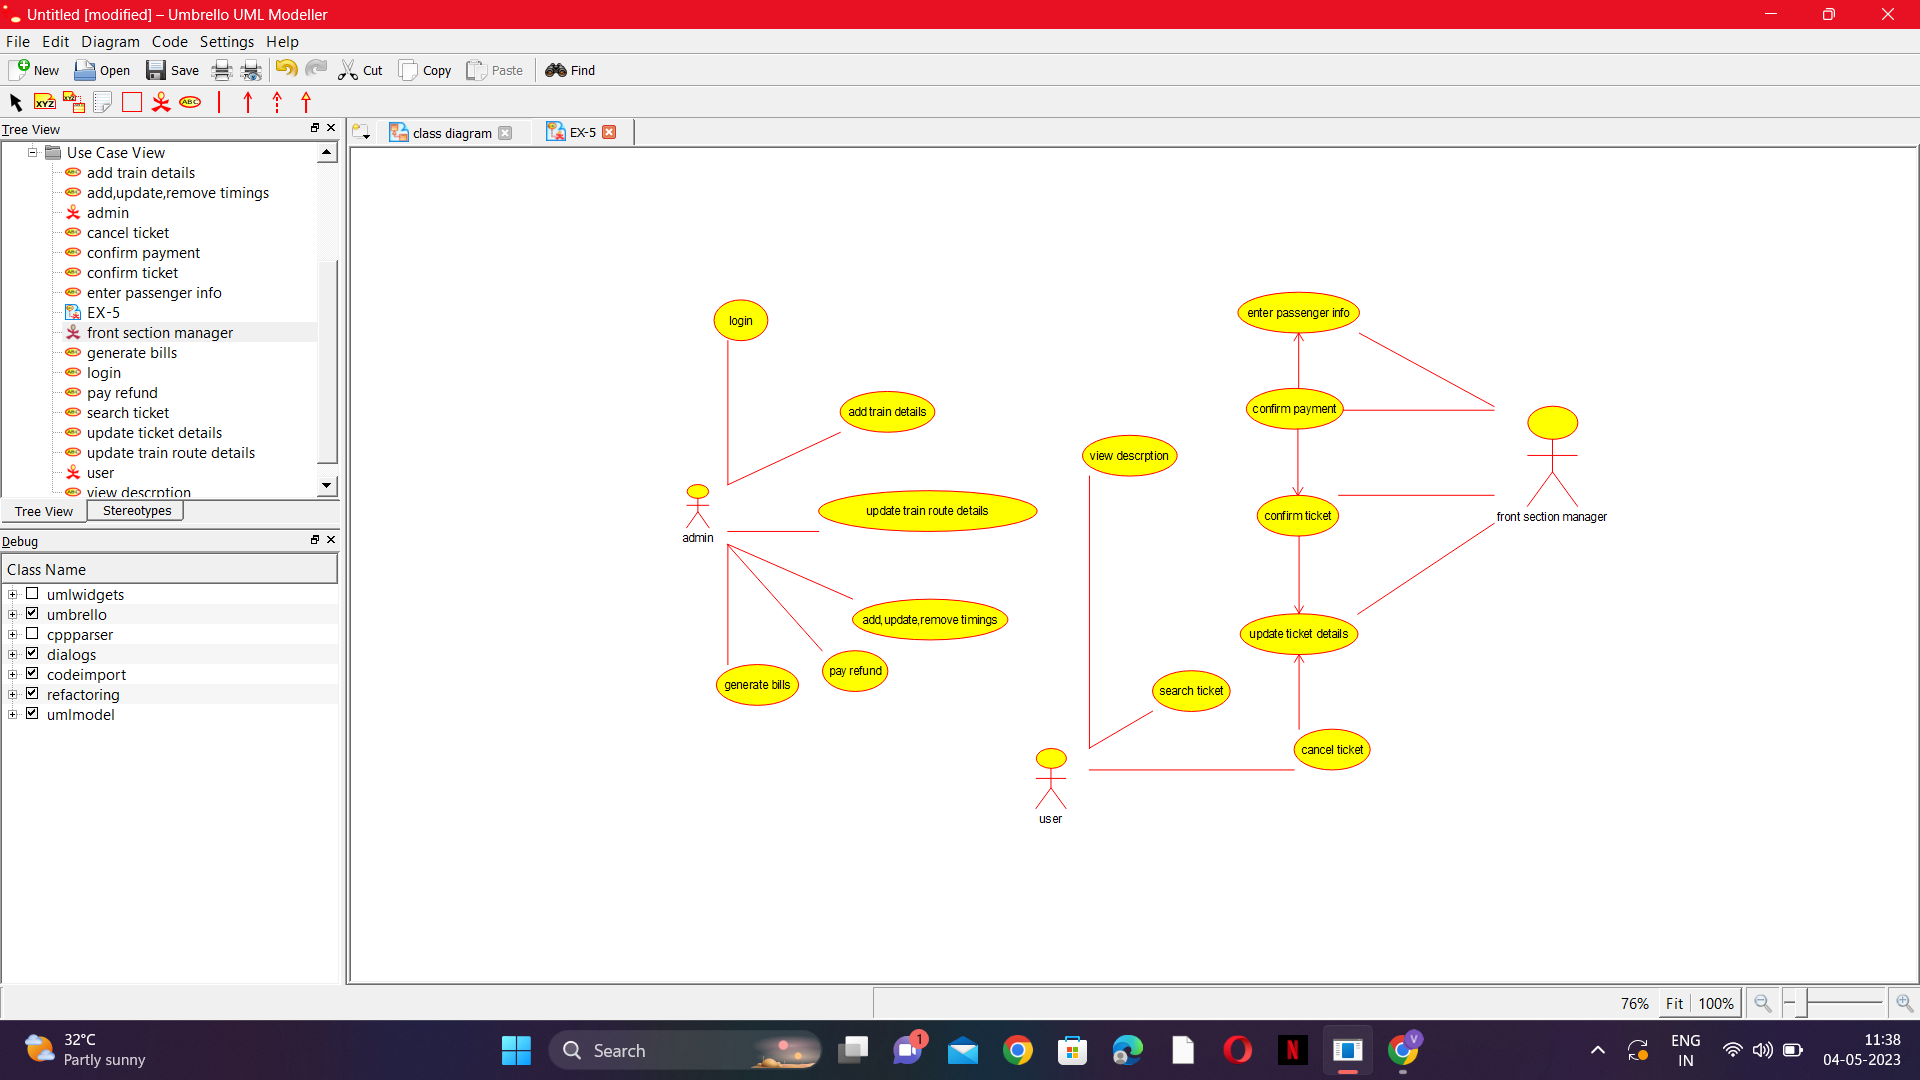 Untitled [modified] – Umbrello UML Modeller
File Edit Diagram Code Settings Help
New Open Save Cut Copy Paste Find
XYZ XYZ ABC
Tree View
class diagram EX-5
Use Case View
add train details
add,update,remove timings
admin
cancel ticket
confirm payment
confirm ticket
enter passenger info
EX-5
front section manager
generate bills
login
pay refund
search ticket
update ticket details
update train route details
user
view descrption
Tree View Stereotypes
Debug
Class Name
umlwidgets
umbrello
cppparser
dialogs
codeimport
refactoring
umlmodel
login
add train details
admin
update train route details
add,update,remove timings
pay refund
generate bills
view descrption
search ticket
user
enter passenger info
confirm payment
confirm ticket
update ticket details
cancel ticket
front section manager
76% Fit 100%
32°C
Partly sunny
Search
1
N
V
ENG
IN
11:38
04-05-2023